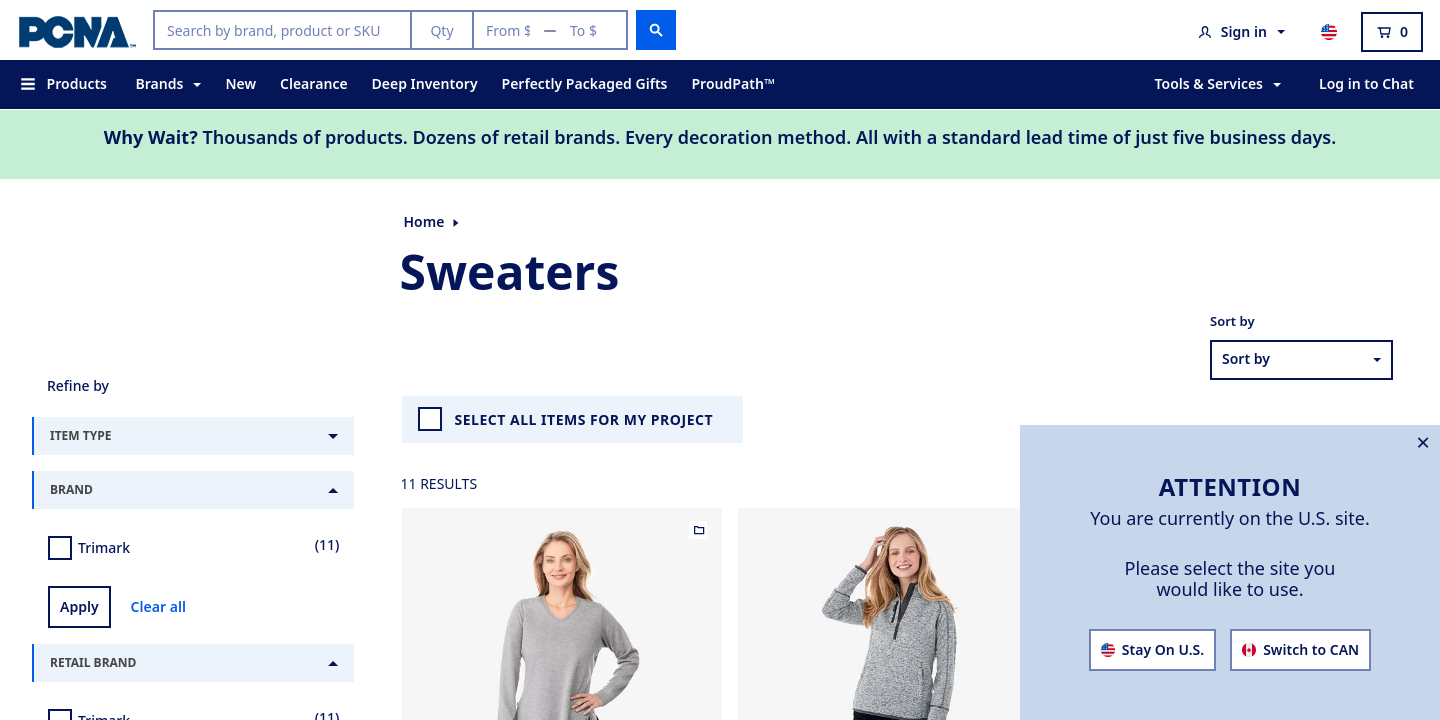 PCNA
Search by brand, product or SKU
Qty
From $ — To $
Sign in
0
Products
Brands
New
Clearance
Deep Inventory
Perfectly Packaged Gifts
ProudPath™
Tools & Services
Log in to Chat
Why Wait? Thousands of products. Dozens of retail brands. Every decoration method. All with a standard lead time of just five business days.
Home
Sweaters
Sort by
Sort by
Refine by
ITEM TYPE
BRAND
Trimark (11)
Apply Clear all
RETAIL BRAND
Trimark (11)
SELECT ALL ITEMS FOR MY PROJECT
11 RESULTS
ATTENTION
You are currently on the U.S. site.
Please select the site you
would like to use.
Stay On U.S.
Switch to CAN